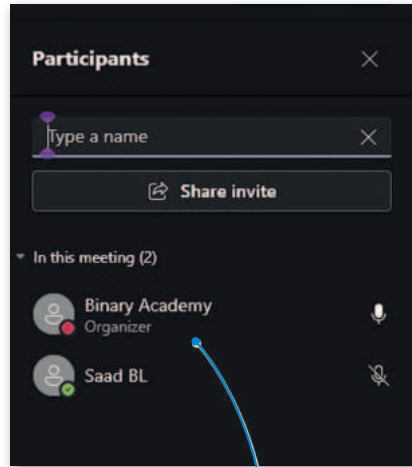 Participants
Type a name
Share invite
In this meeting (2)
Binary Academy
Organizer
Saad BL